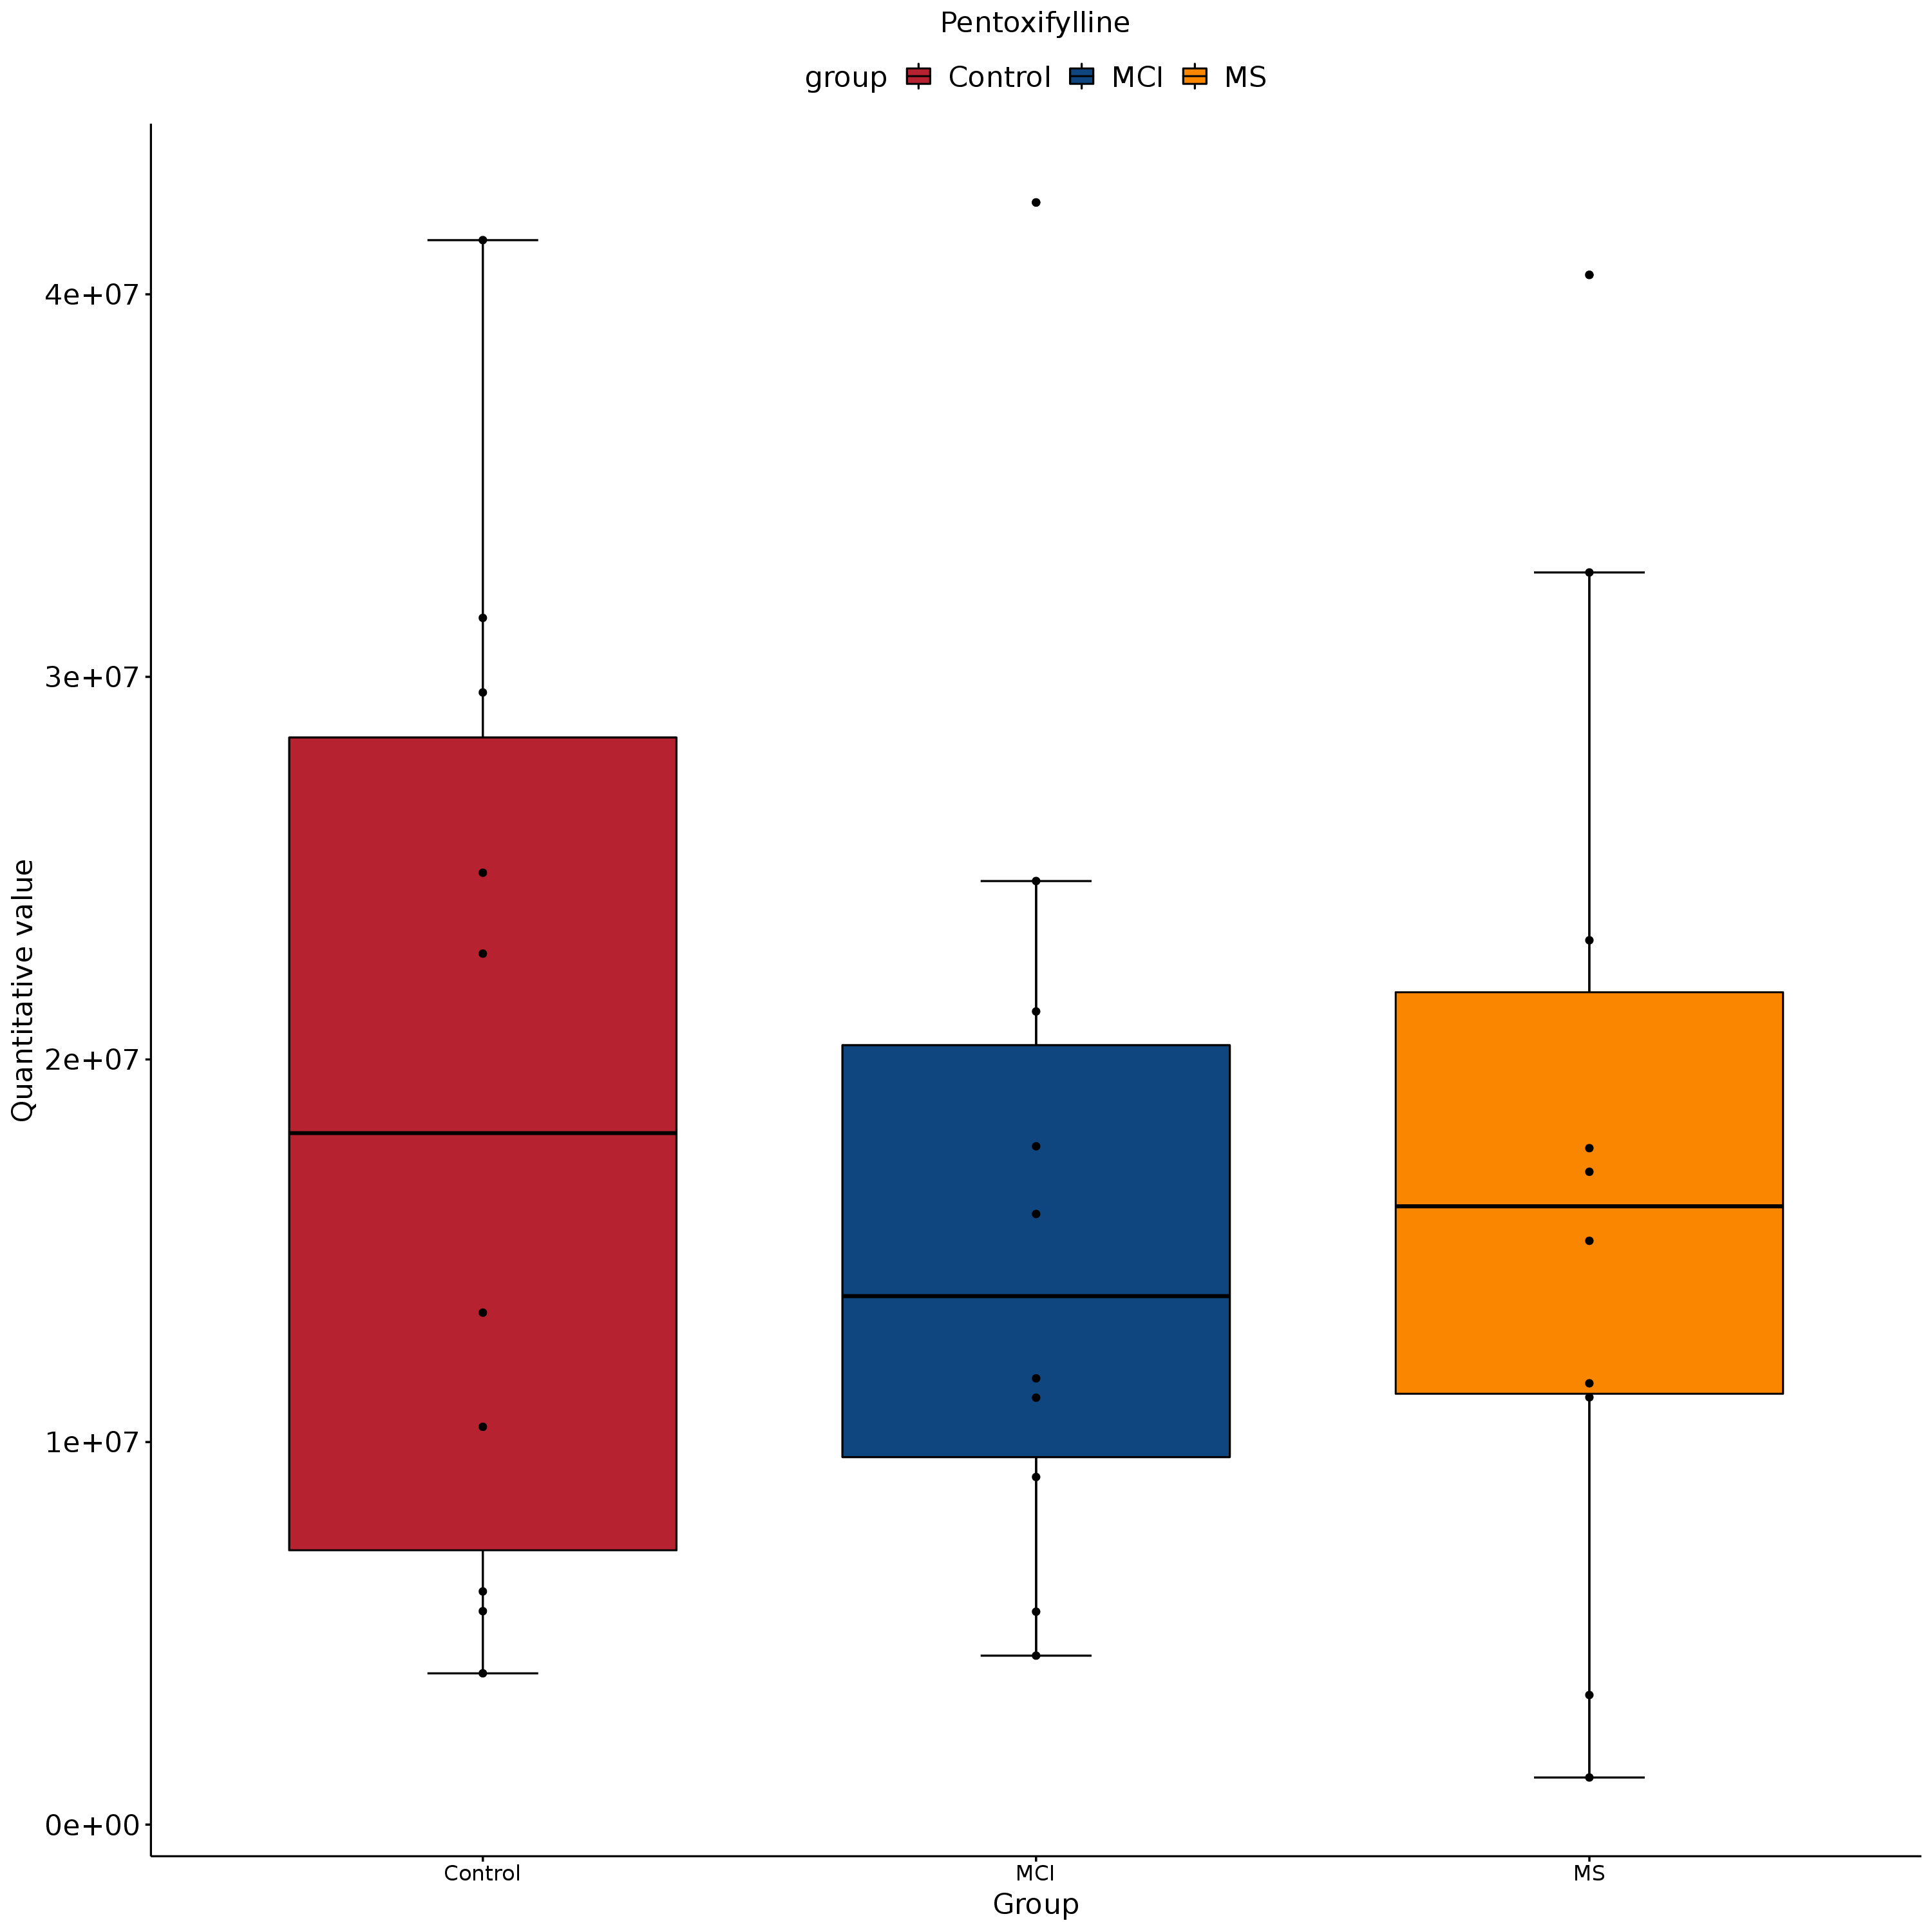 Pentoxifylline
group Control MCI MS
Quantitative value
4e+07
3e+07
2e+07
1e+07
0e+00
Control MCI MS
Group